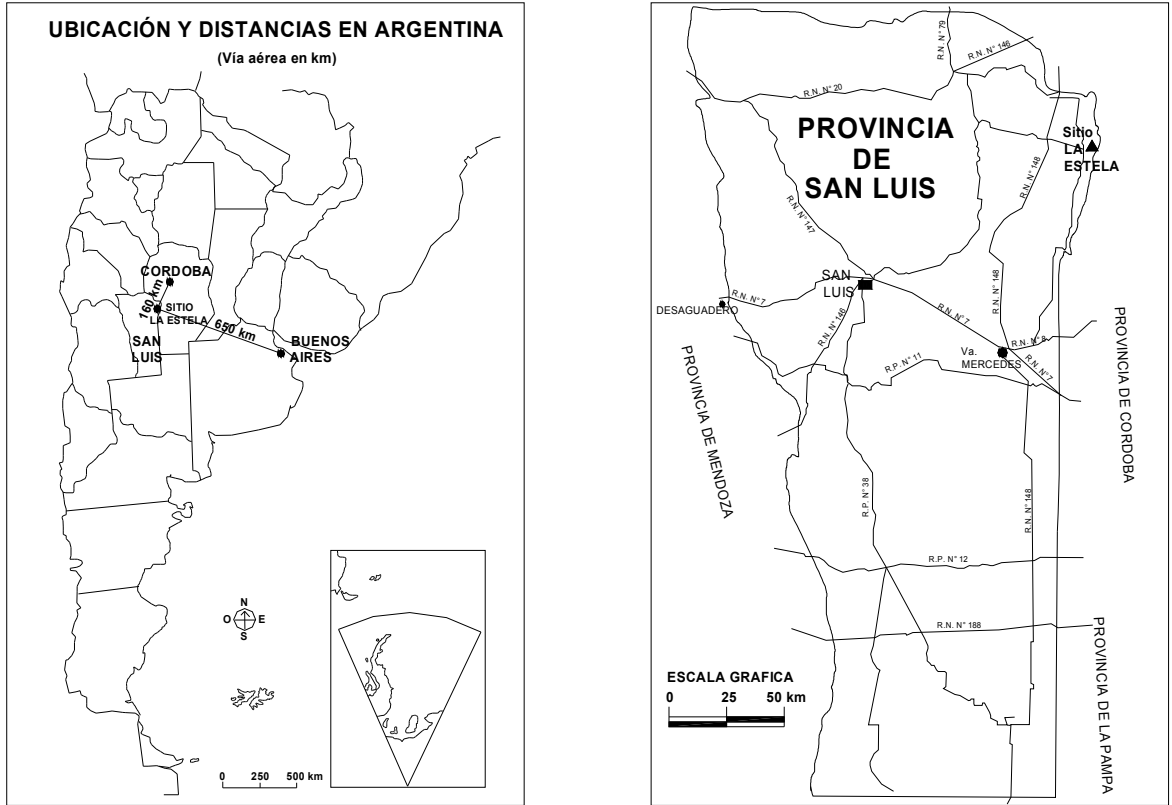 UBICACIÓN Y DISTANCIAS EN ARGENTINA
(Vía aérea en km)
CORDOBA
160 km
SITIO
LA ESTELA
650 km
SAN
LUIS
BUENOS
AIRES
N
O E
S
0 250 500 km
R.N. N° 79
R.N. N° 146
R.N. N° 20
PROVINCIA
DE
SAN LUIS
Sitio
LA
ESTELA
R.N. N° 148
R.N. N° 147
SAN
LUIS
R.N. N° 7
DESAGUADERO
R.N. N° 146
R.N. N° 7
R.N. N° 148
R.N. N° 8
Va.
MERCEDES
R.N. N° 7
R.P. N° 11
PROVINCIA DE MENDOZA
PROVINCIA DE CORDOBA
R.P. N° 38
R.N. N° 148
R.P. N° 12
R.N. N° 188
PROVINCIA DE LA PAMPA
ESCALA GRAFICA
0 25 50 km